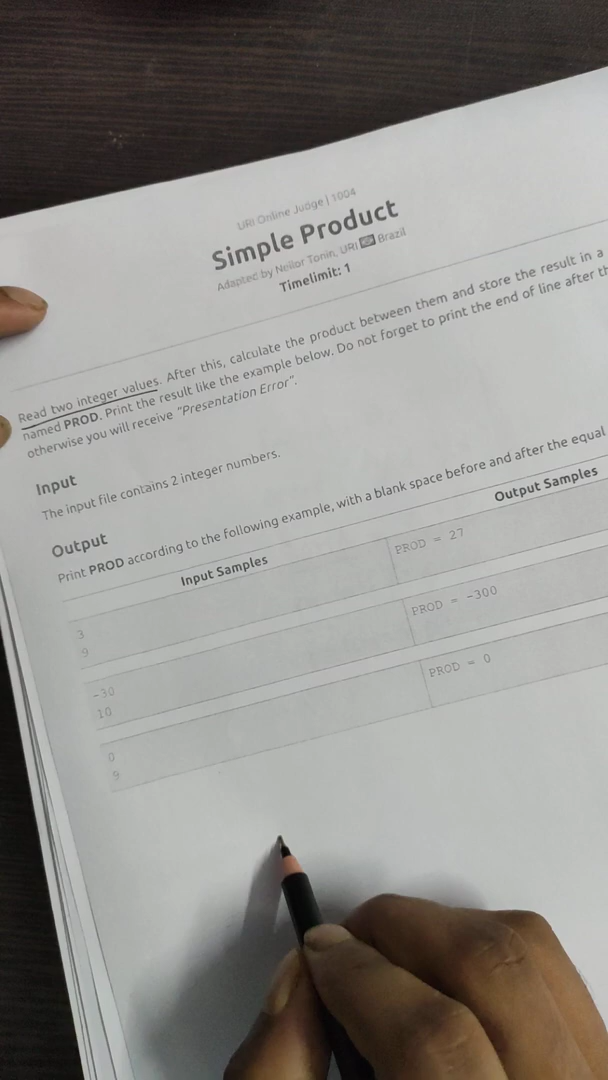 URI Online Judge | 1004
Simple Product
Adapted by Neilor Tonin, URI Brazil
Timelimit: 1
Read two integer values. After this, calculate the product between them and store the result in a
named PROD. Print the result like the example below. Do not forget to print the end of line after
otherwise you will receive “Presentation Error”.
Input
The input file contains 2 integer numbers.
Output
Print PROD according to the following example, with a blank space before and after the equal
Input Samples Output Samples
3 PROD = 27
9
-30 PROD = -300
10
0 PROD = 0
9